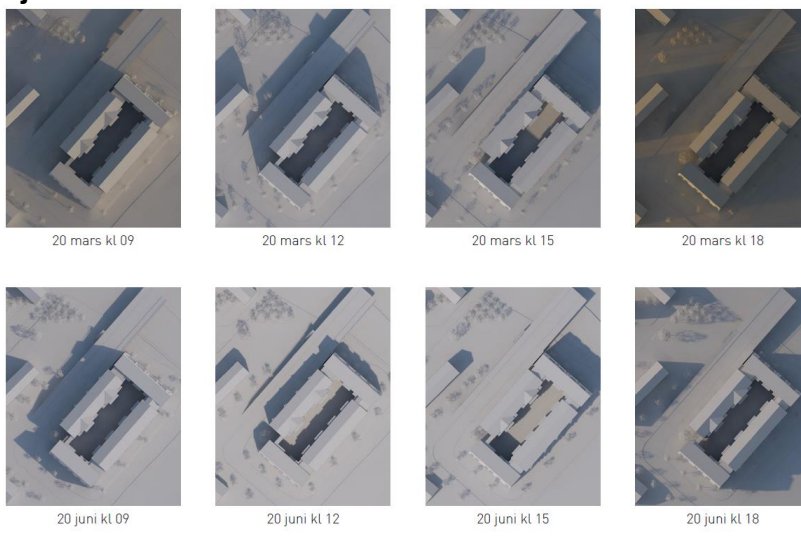 20 mars kl 09
20 mars kl 12
20 mars kl 15
20 mars kl 18
20 juni kl 09
20 juni kl 12
20 juni kl 15
20 juni kl 18